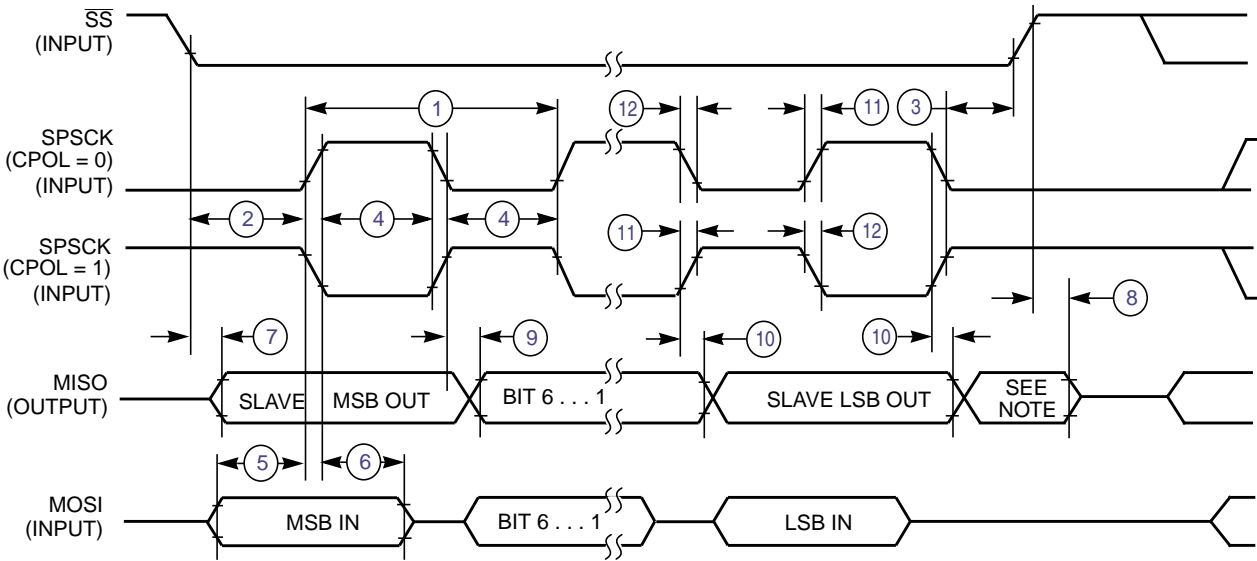 SS
(INPUT)
1
12
11
3
SPSCK
(CPOL = 0)
(INPUT)
2
4
4
11
12
SPSCK
(CPOL = 1)
(INPUT)
7
9
10
10
8
MISO
(OUTPUT)
SLAVE MSB OUT
BIT 6 . . . 1
SLAVE LSB OUT
SEE
NOTE
5
6
MOSI
(INPUT)
MSB IN
BIT 6 . . . 1
LSB IN